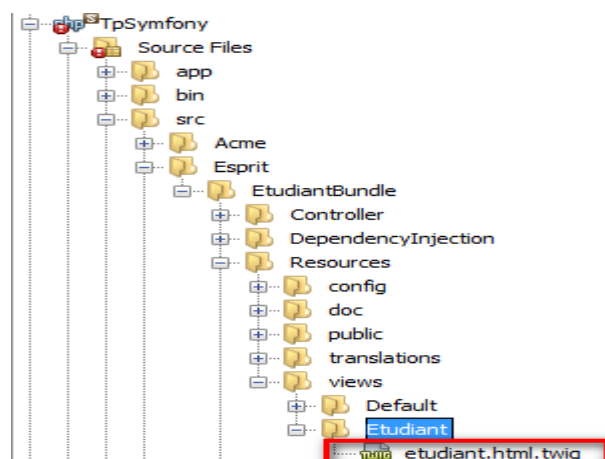 TpSymfony
Source Files
app
bin
src
Acme
Esprit
EtudiantBundle
Controller
DependencyInjection
Resources
config
doc
public
translations
views
Default
Etudiant
etudiant.html.twig